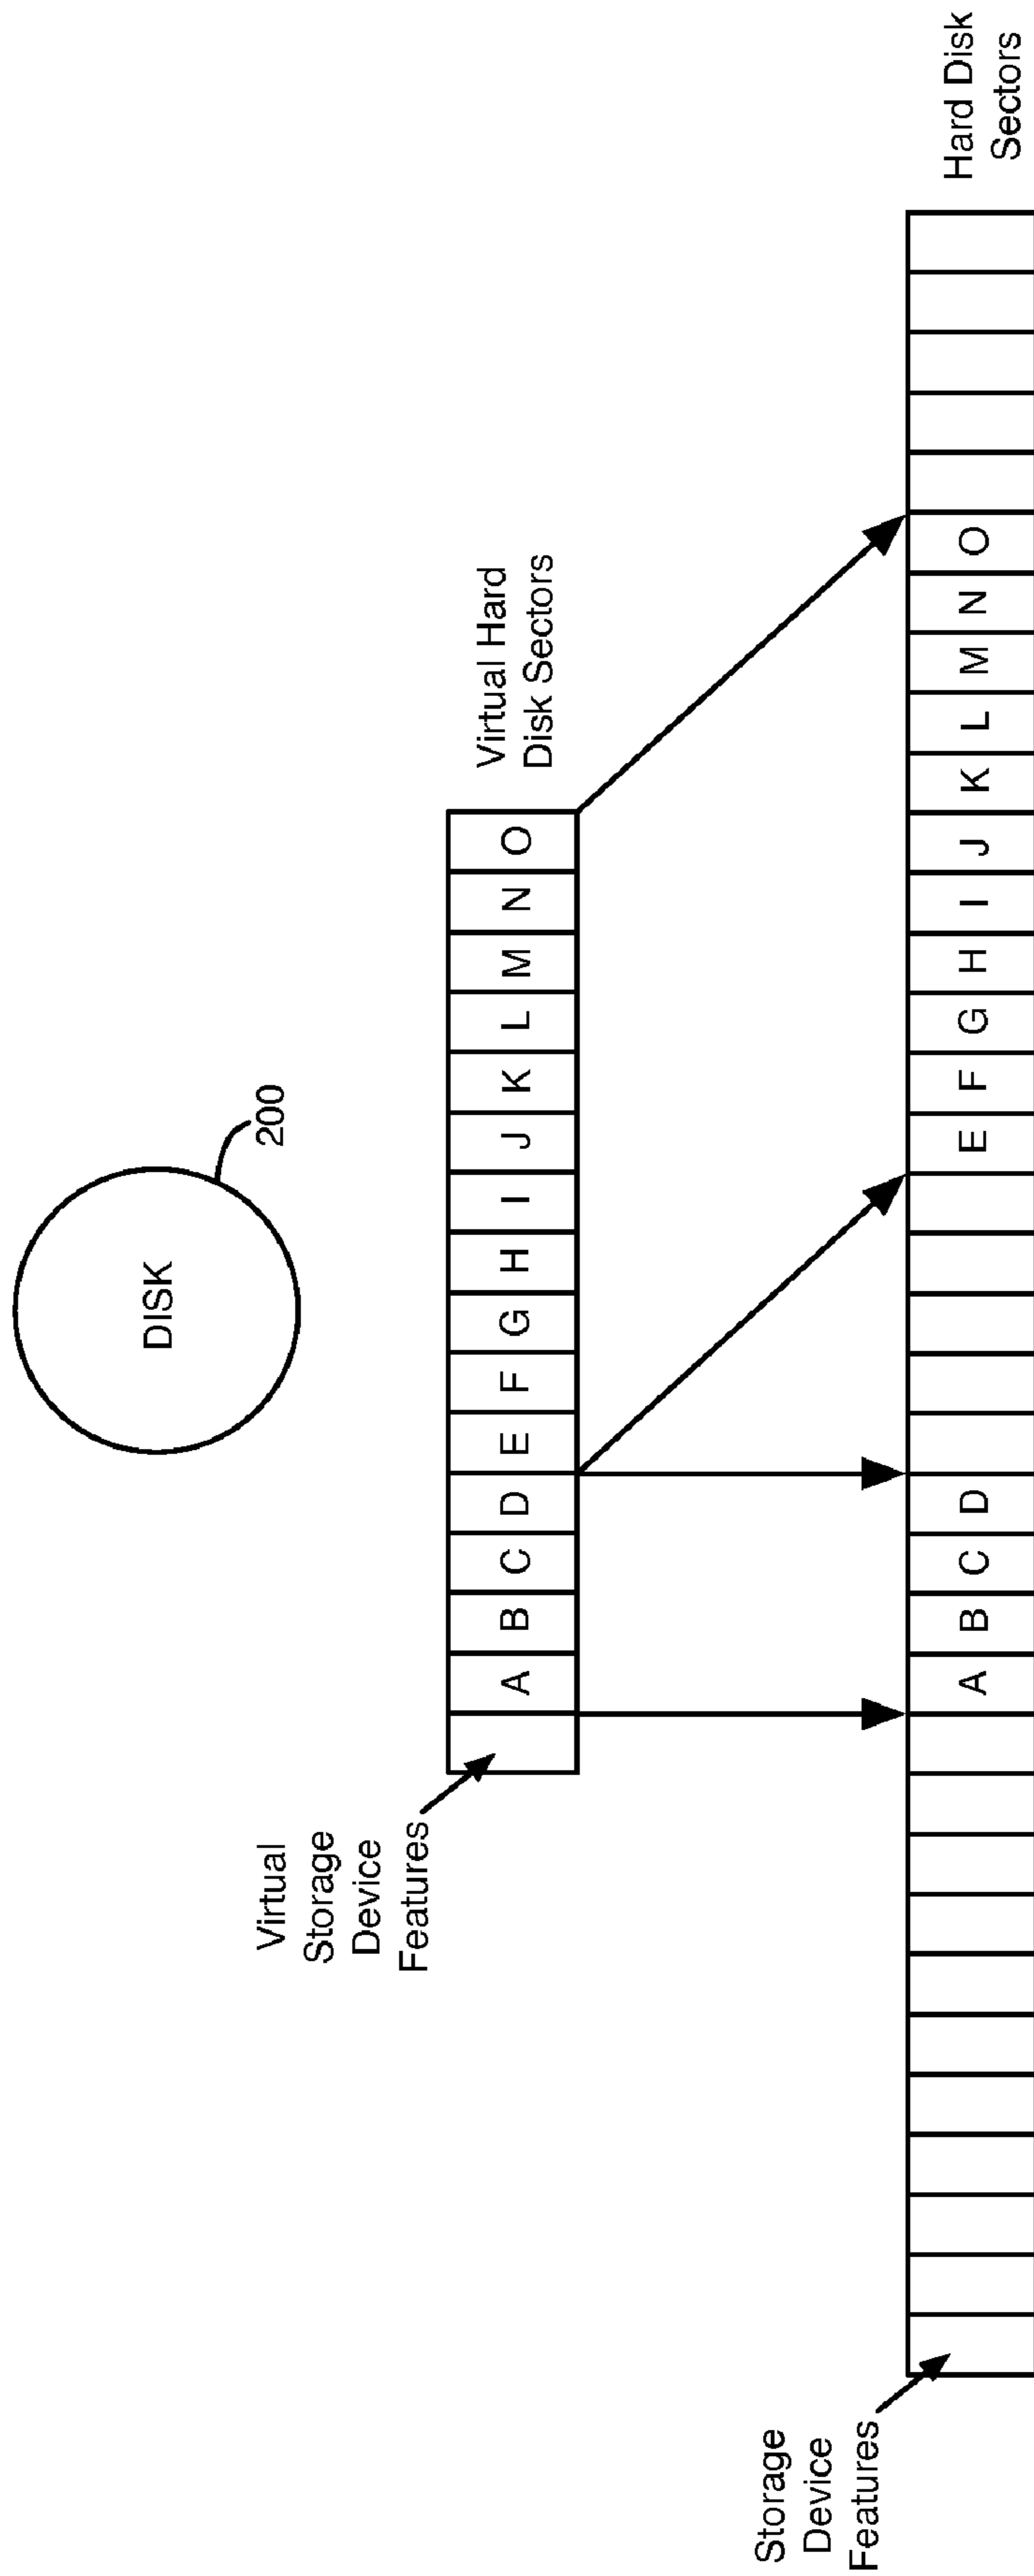 DISK
200
Virtual
Storage
Device
Features
A B C D E F G H I J K L M N O
Virtual Hard
Disk Sectors
Storage
Device
Features
A B C D E F G H I J K L M N O
Hard Disk
Sectors